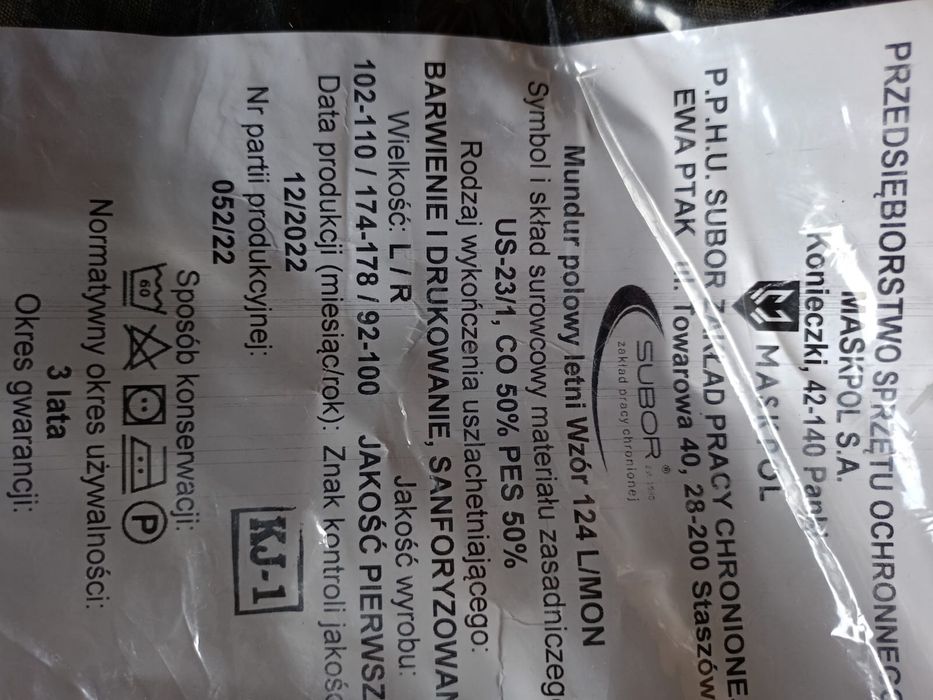 PRZEDSIĘBIORSTWO SPRZĘTU OCHRONNEG
MASKPOL S.A.
Konieczki, 42-140 Panki
MASKPOL
P.P.H.U. SUBOR ZAKŁAD PRACY CHRONIONE
EWA PTAK ul. Towarowa 40, 28-200 Staszów
SUBOR®
zakład pracy chronionej
Mundur polowy letni Wzór 124 L/MON
Symbol i skład surowcowy materiału zasadniczeg
US-23/1, CO 50% PES 50%
Rodzaj wykończenia uszlachetniającego:
BARWIENIE I DRUKOWANIE, SANFORYZOWAN
Wielkość: L / R Jakość wyrobu:
102-110 / 174-178 / 92-100 JAKOŚĆ PIERWSZ
Data produkcji (miesiąc/rok): Znak kontroli jakośc
12/2022
Nr partii produkcyjnej:
052/22
KJ-1
Sposób konserwacji:
60
P
Normatywny okres używalności:
3 lata
Okres gwarancji: